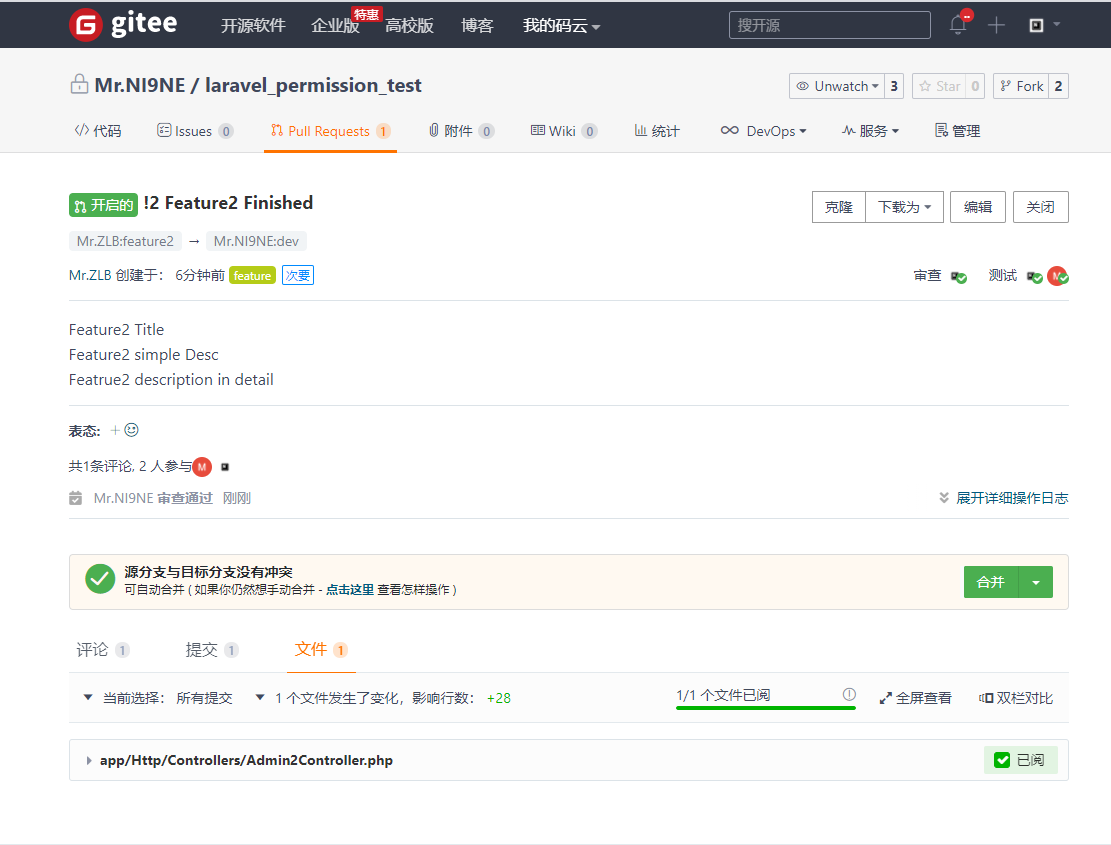 gitee 开源软件 企业版 特惠 高校版 博客 我的码云 搜开源
Mr.NI9NE / laravel_permission_test Unwatch 3 Star 0 Fork 2
代码 Issues 0 Pull Requests 1 附件 0 Wiki 0 统计 DevOps 服务 管理
开启的 !2 Feature2 Finished 克隆 下载为 编辑 关闭
Mr.ZLB:feature2 → Mr.NI9NE:dev
Mr.ZLB 创建于： 6分钟前 feature 次要 审查 测试 M
Feature2 Title
Feature2 simple Desc
Featrue2 description in detail
表态:
共1条评论, 2 人参与 M
Mr.NI9NE 审查通过 刚刚 展开详细操作日志
源分支与目标分支没有冲突
可自动合并 ( 如果你仍然想手动合并 - 点击这里 查看怎样操作 ) 合并
评论 1 提交 1 文件 1
当前选择： 所有提交 1 个文件发生了变化，影响行数： +28 1/1 个文件已阅 全屏查看 双栏对比
app/Http/Controllers/Admin2Controller.php 已阅